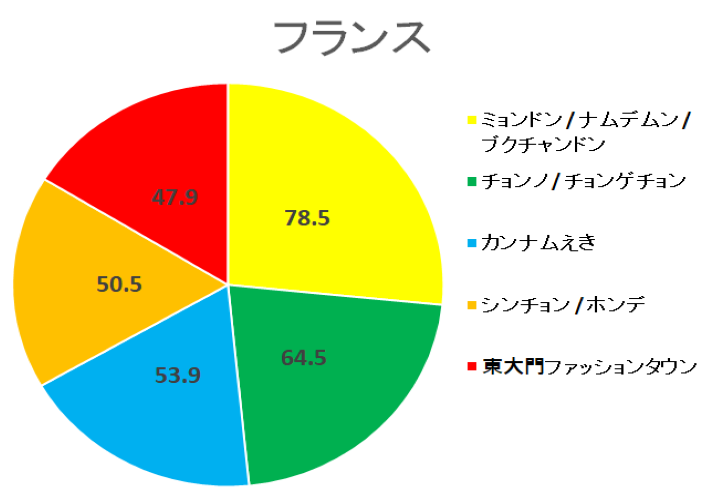 フランス
ミョンドン/ナムデムン/
ブクチャンドン
チョンノ/チョンゲチョン
カンナムえき
シンチョン/ホンデ
東大門ファッションタウン
78.5
64.5
53.9
50.5
47.9